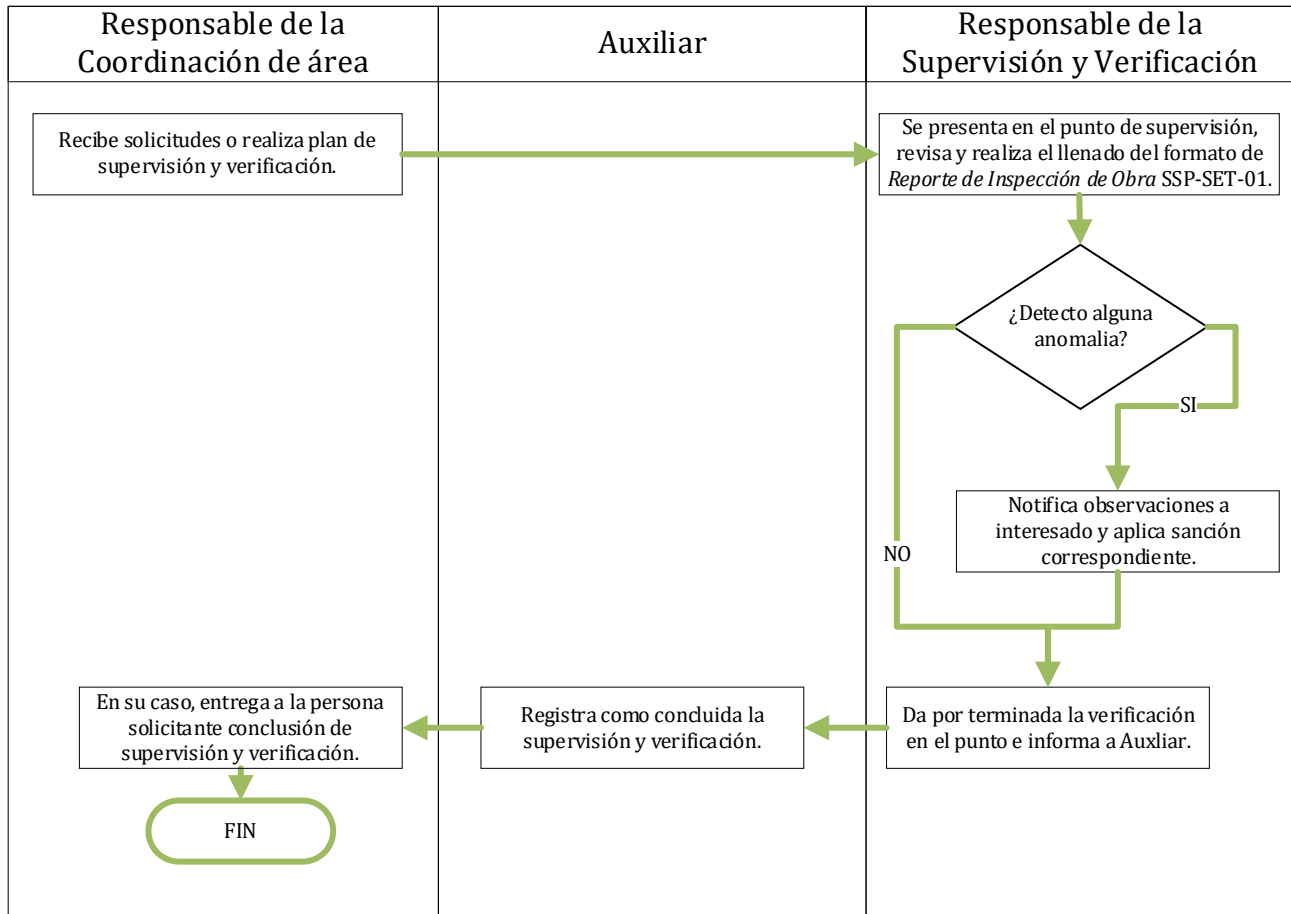 Responsable de la
Coordinación de área
Auxiliar
Responsable de la
Supervisión y Verificación
Recibe solicitudes o realiza plan de
supervisión y verificación.
Se presenta en el punto de supervisión,
revisa y realiza el llenado del formato de
Reporte de Inspección de Obra SSP-SET-01.
¿Detecto alguna
anomalia?
SI
Notifica observaciones a
interesado y aplica sanción
correspondiente.
NO
Da por terminada la verificación
en el punto e informa a Auxliar.
Registra como concluida la
supervisión y verificación.
En su caso, entrega a la persona
solicitante conclusión de
supervisión y verificación.
FIN